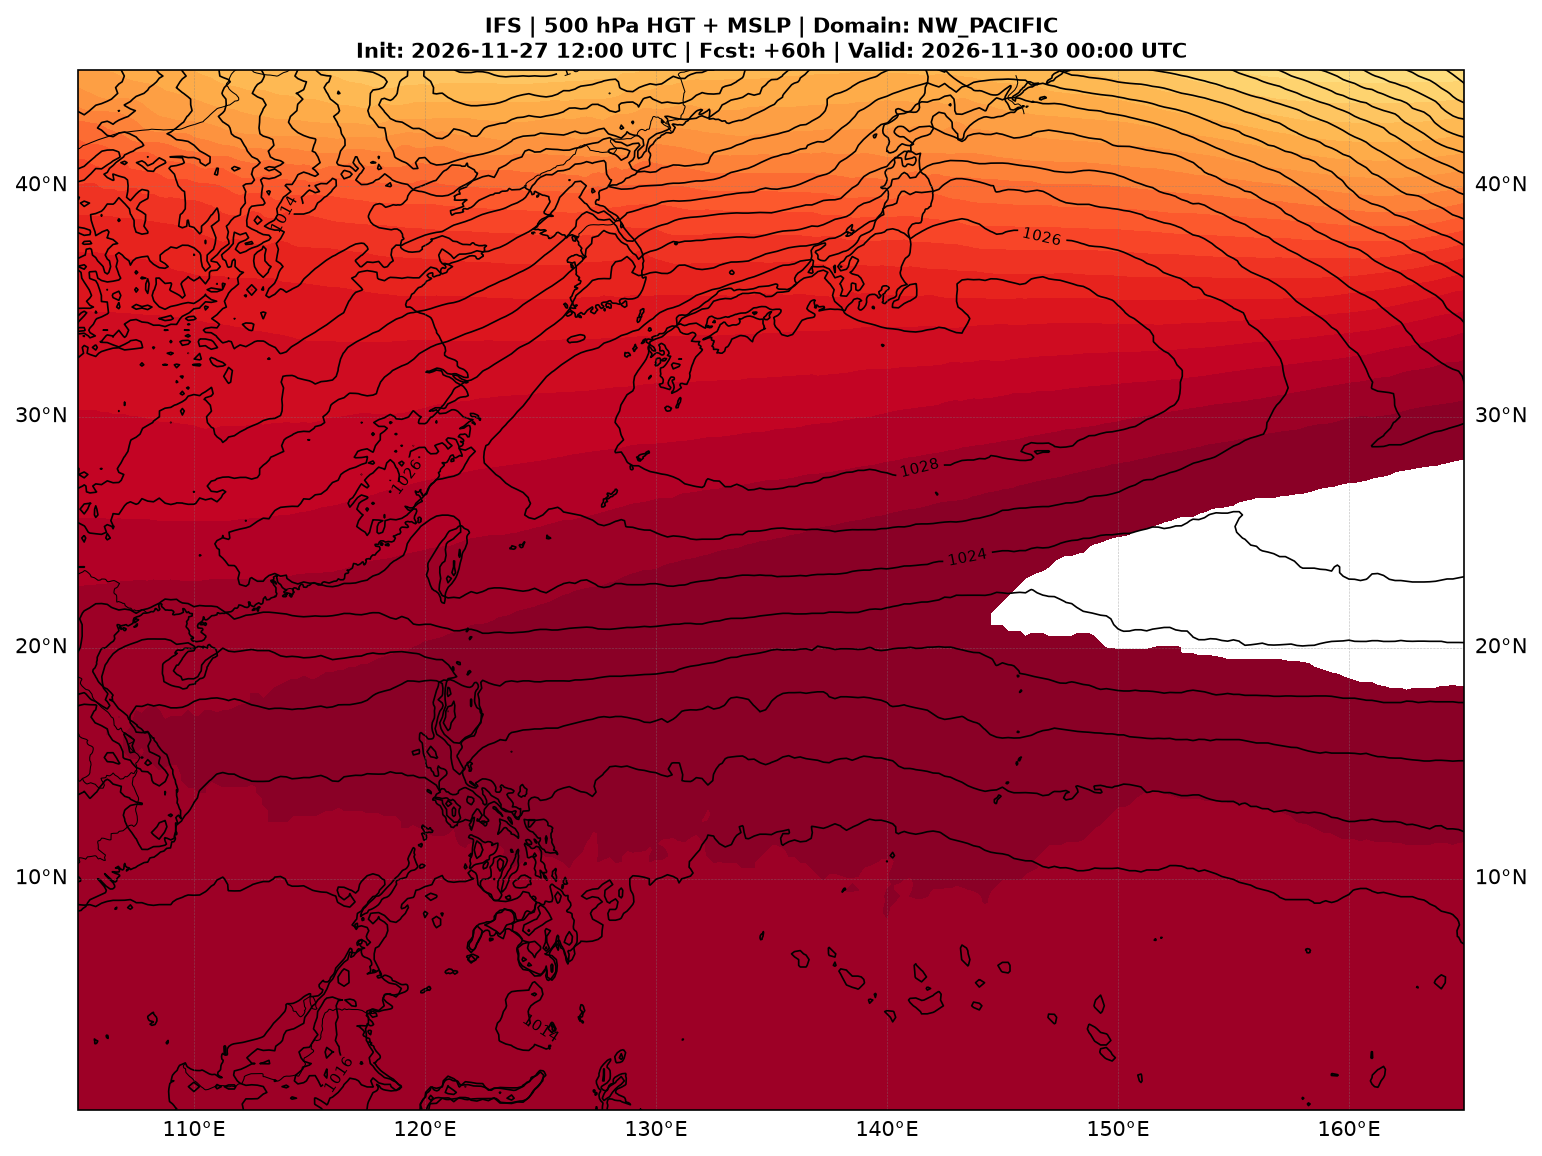 IFS | 500 hPa HGT + MSLP | Domain: NW_PACIFIC
Init: 2026-11-27 12:00 UTC | Fcst: +60h | Valid: 2026-11-30 00:00 UTC
40°N
1014
40°N
1026
30°N
30°N
1026
1028
1024
20°N
20°N
10°N
10°N
1014
1016
110°E
120°E
130°E
140°E
150°E
160°E